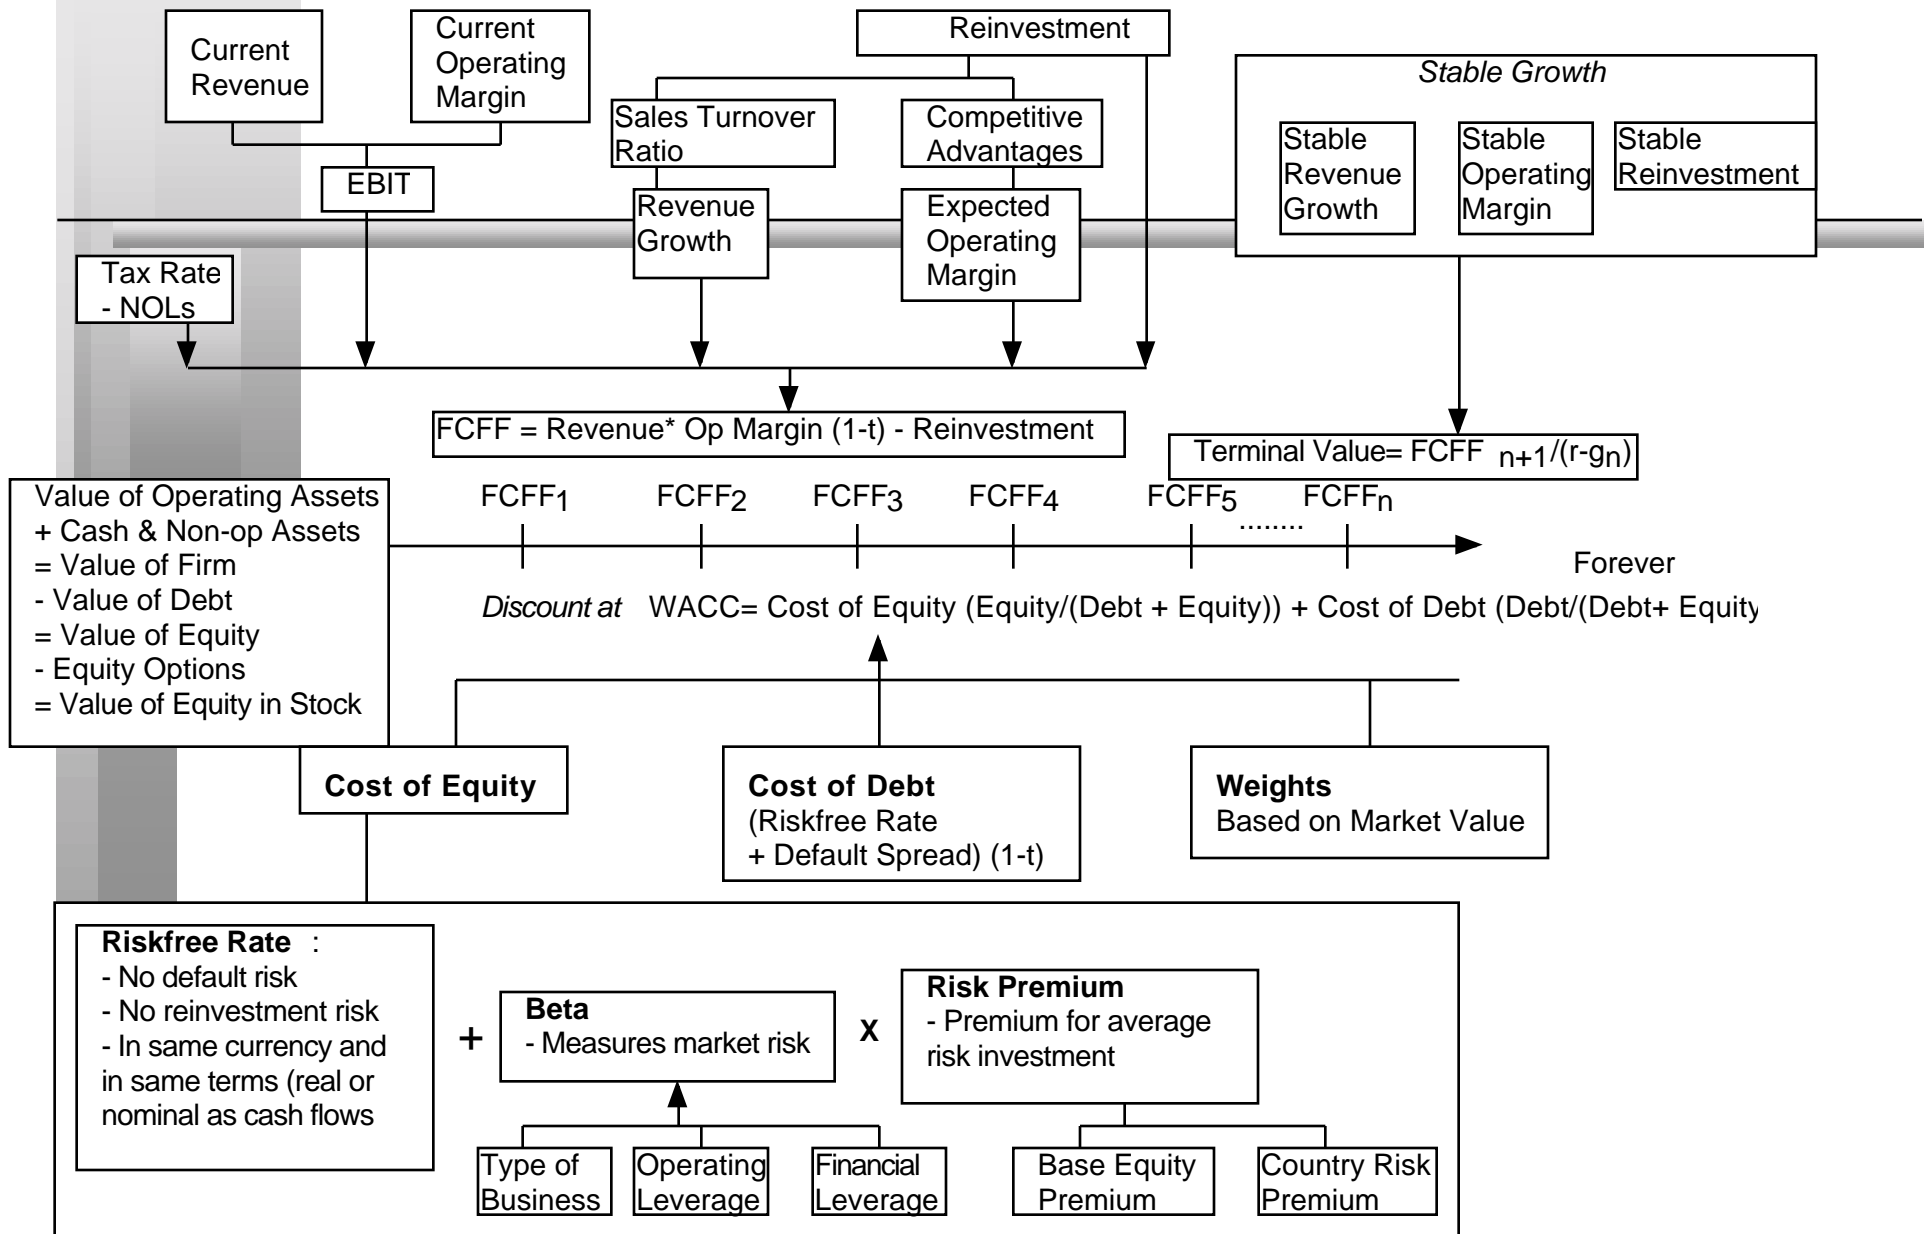 Current
Revenue
Current
Operating
Margin
Reinvestment
Stable Growth
Sales Turnover
Ratio
Competitive
Advantages
Stable
Revenue
Growth
Stable
Operating
Margin
Stable
Reinvestment
EBIT
Revenue
Growth
Expected
Operating
Margin
Tax Rate
- NOLs
FCFF = Revenue* Op Margin (1-t) - Reinvestment
Terminal Value= FCFF n+1/(r-gn)
Value of Operating Assets
+ Cash & Non-op Assets
= Value of Firm
- Value of Debt
= Value of Equity
- Equity Options
= Value of Equity in Stock
FCFF1
FCFF2
FCFF3
FCFF4
FCFF5
........
FCFFn
Forever
Discount at WACC= Cost of Equity (Equity/(Debt + Equity)) + Cost of Debt (Debt/(Debt+ Equity
Cost of Equity
Cost of Debt
(Riskfree Rate
+ Default Spread) (1-t)
Weights
Based on Market Value
Riskfree Rate :
- No default risk
- No reinvestment risk
- In same currency and
in same terms (real or
nominal as cash flows
+
Beta
- Measures market risk
X
Risk Premium
- Premium for average
risk investment
Type of
Business
Operating
Leverage
Financial
Leverage
Base Equity
Premium
Country Risk
Premium